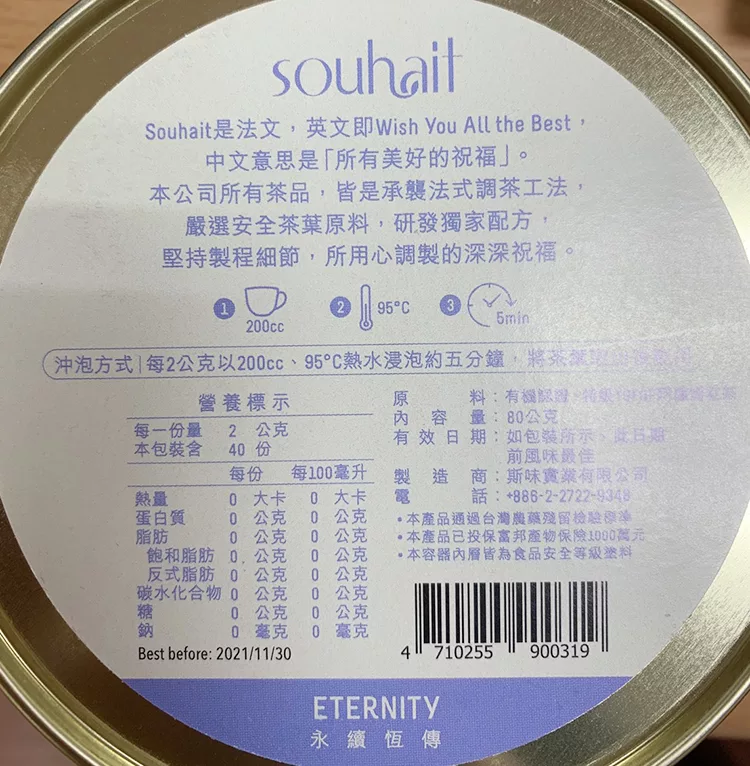 souhait
Souhait是法文，英文即Wish You All the Best，
中文意思是「所有美好的祝福」。
本公司所有茶品，皆是承襲法式調茶工法，
嚴選安全茶葉原料，研發獨家配方，
堅持製程細節，所用心調製的深深祝福。
1 200cc 2 95°C 3 5min
沖泡方式｜每2公克以200cc、95°C熱水浸泡約五分鐘，將茶葉
營養標示
每一份量 2 公克
本包裝含 40 份
每份 每100毫升
熱量 0 大卡 0 大卡
蛋白質 0 公克 0 公克
脂肪 0 公克 0 公克
飽和脂肪 0 公克 0 公克
反式脂肪 0 公克 0 公克
碳水化合物 0 公克 0 公克
糖 0 公克 0 公克
鈉 0 毫克 0 毫克
Best before: 2021/11/30
原料：有機認證
內容量：80公克
有效日期：如包裝所示，此日期
前風味最佳
製造商：斯味實業有限公司
電話：+886-2-2722-9348
•本產品通過台灣農藥殘留檢驗標準
•本產品已投保富邦產物保險1000萬元
•本容器內層皆為食品安全等級塗料
4 710255 900319
ETERNITY
永續恆傳